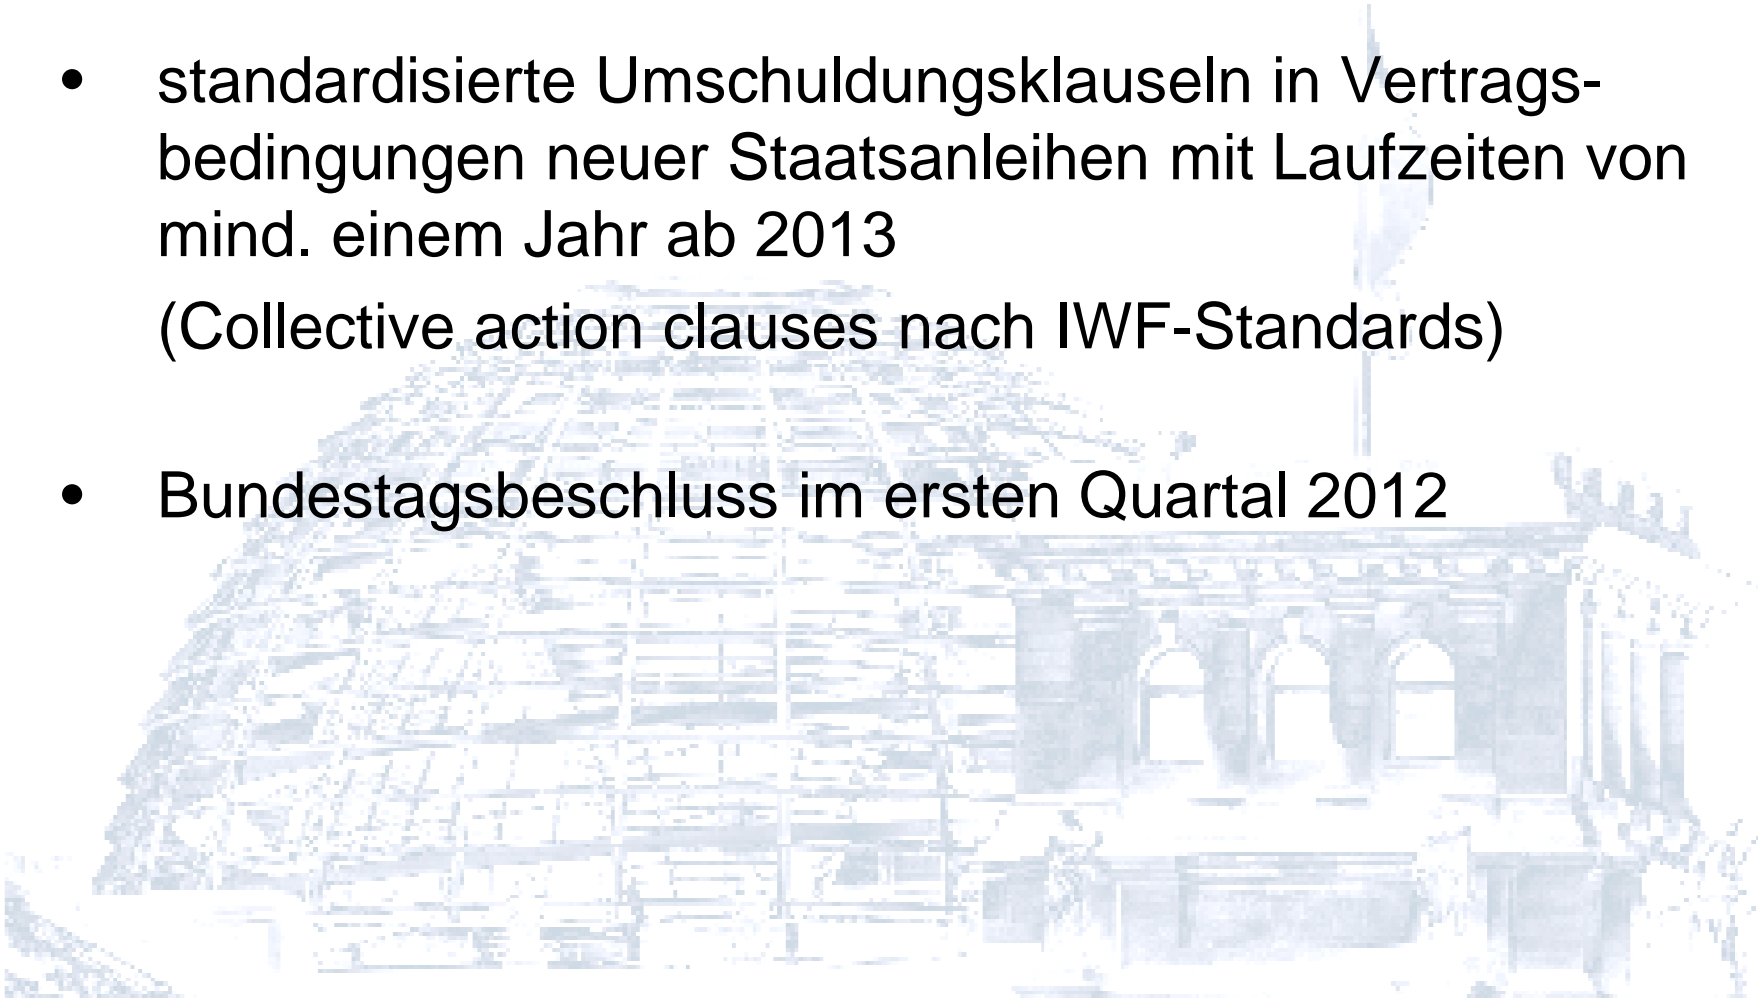 • standardisierte Umschuldungsklauseln in Vertrags-
bedingungen neuer Staatsanleihen mit Laufzeiten von
mind. einem Jahr ab 2013
(Collective action clauses nach IWF-Standards)
• Bundestagsbeschluss im ersten Quartal 2012